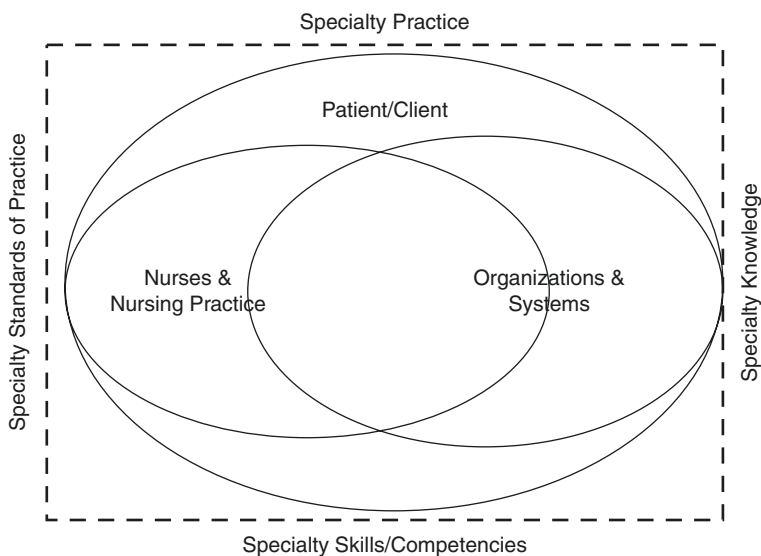 Specialty Practice
Patient/Client
Specialty Standards of Practice
Nurses &
Nursing Practice
Organizations &
Systems
Specialty Knowledge
Specialty Skills/Competencies